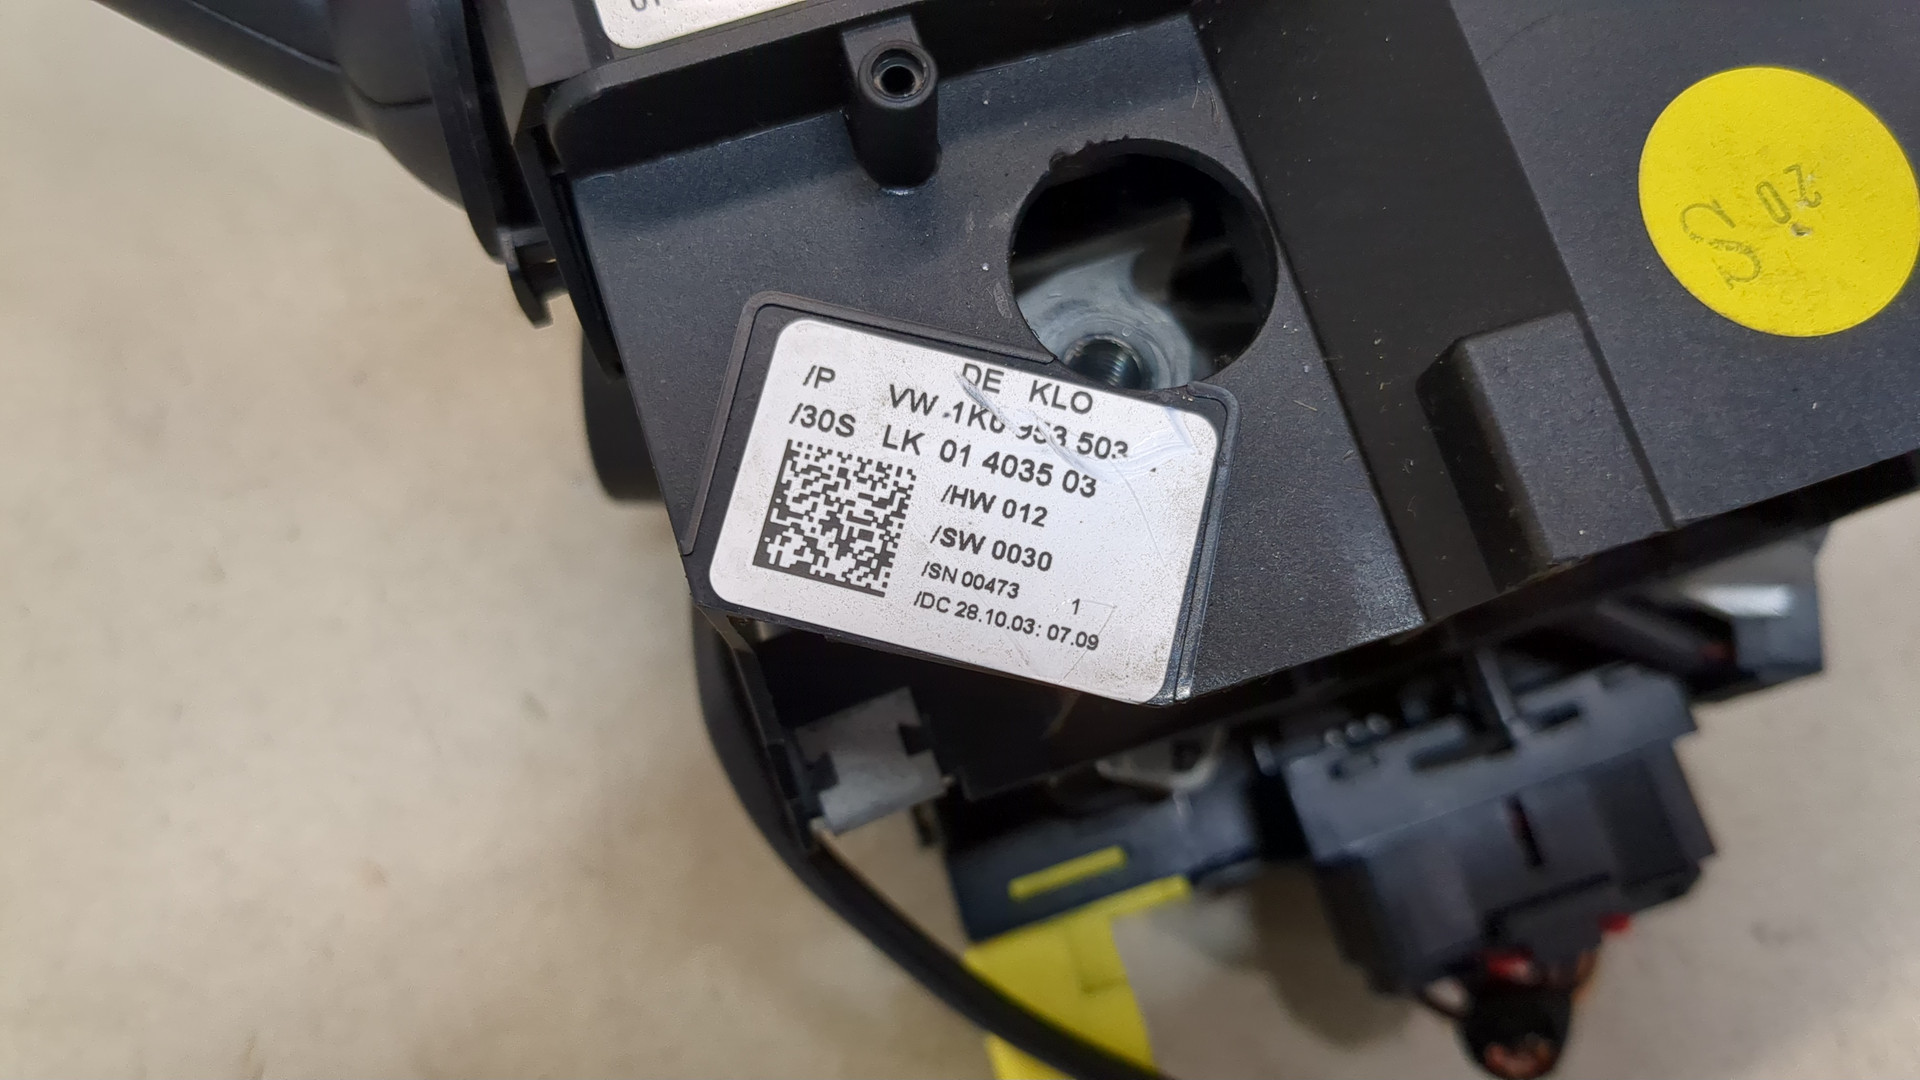 DE KLO
/P VW 1K0 953 503
/30S LK 01 4035 03
/HW 012
/SW 0030
/SN 00473 1
/DC 28.10.03: 07.09
S 07